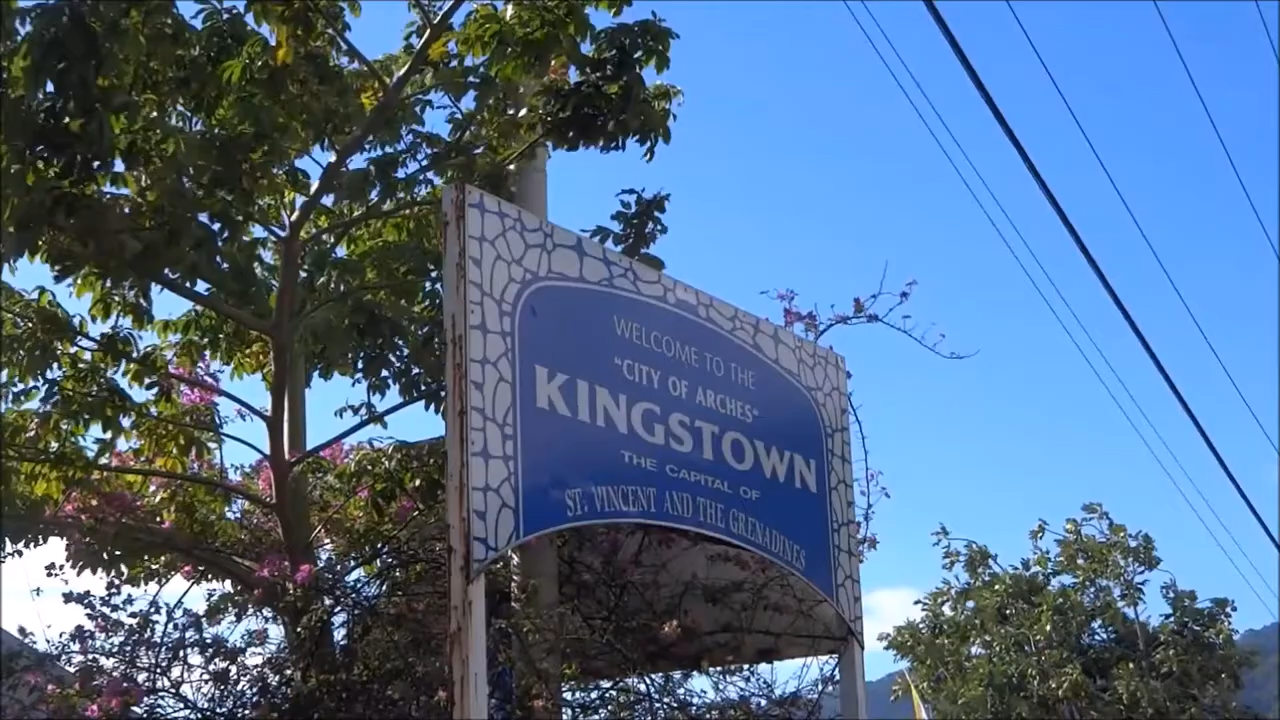 WELCOME TO THE
"CITY OF ARCHES"
KINGSTOWN
THE CAPITAL OF
ST. VINCENT AND THE GRENADINES